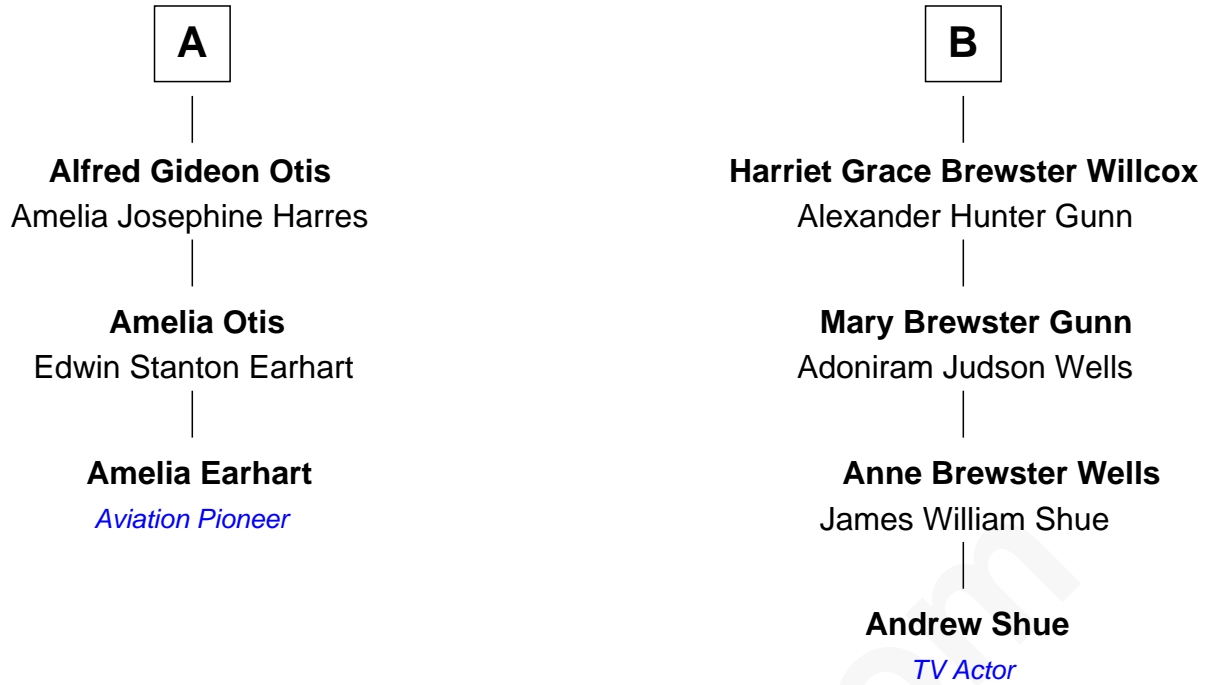 A
Alfred Gideon Otis
Amelia Josephine Harres
Amelia Otis
Edwin Stanton Earhart
Amelia Earhart
Aviation Pioneer
B
Harriet Grace Brewster Willcox
Alexander Hunter Gunn
Mary Brewster Gunn
Adoniram Judson Wells
Anne Brewster Wells
James William Shue
Andrew Shue
TV Actor